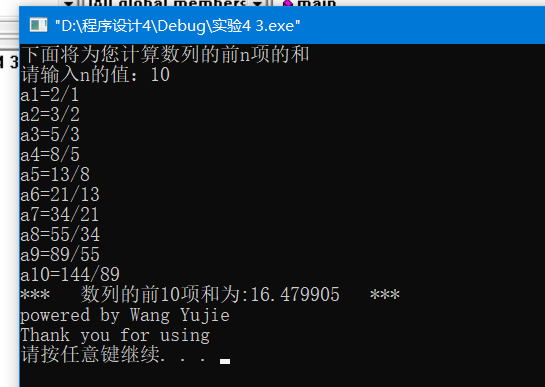 All global members
main
"D:\程序设计4\Debug\实验4 3.exe"
下面将为您计算数列的前n项的和
请输入n的值：10
a1=2/1
a2=3/2
a3=5/3
a4=8/5
a5=13/8
a6=21/13
a7=34/21
a8=55/34
a9=89/55
a10=144/89
***   数列的前10项和为:16.479905   ***
powered by Wang Yujie
Thank you for using
请按任意键继续. . .